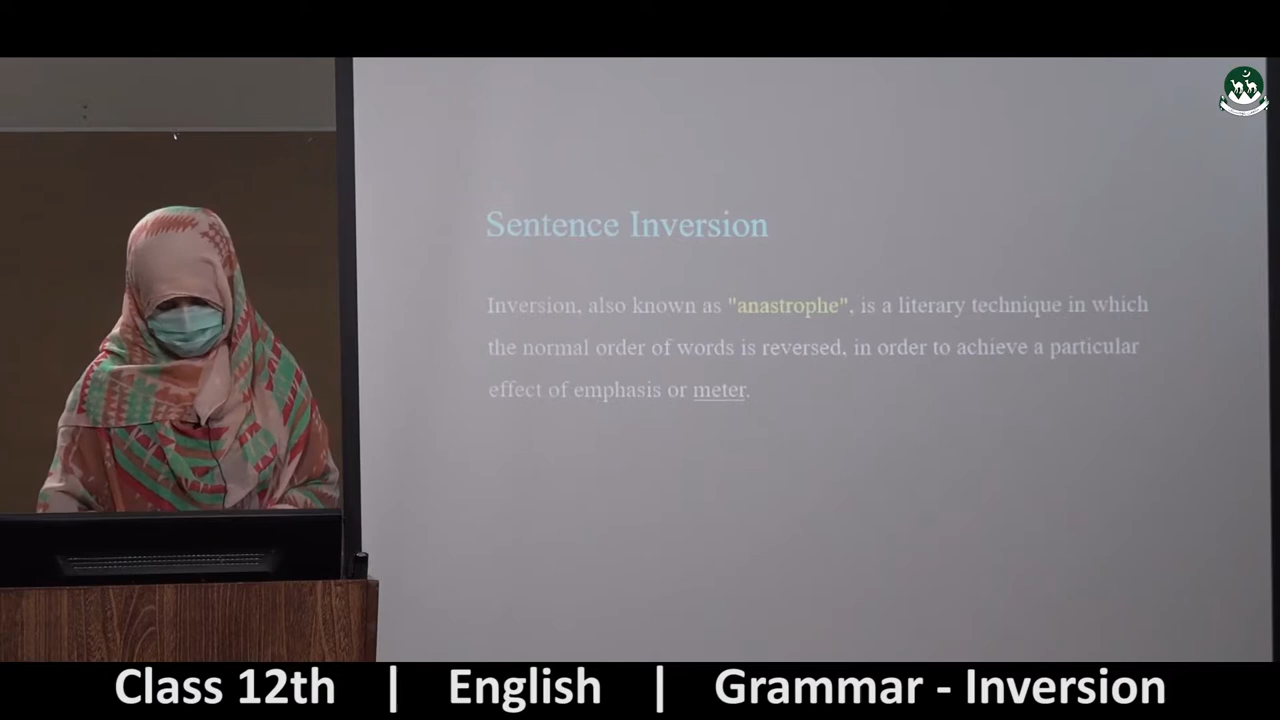 Sentence Inversion
Inversion, also known as "anastrophe", is a literary technique in which
the normal order of words is reversed, in order to achieve a particular
effect of emphasis or meter.
Class 12th | English | Grammar - Inversion